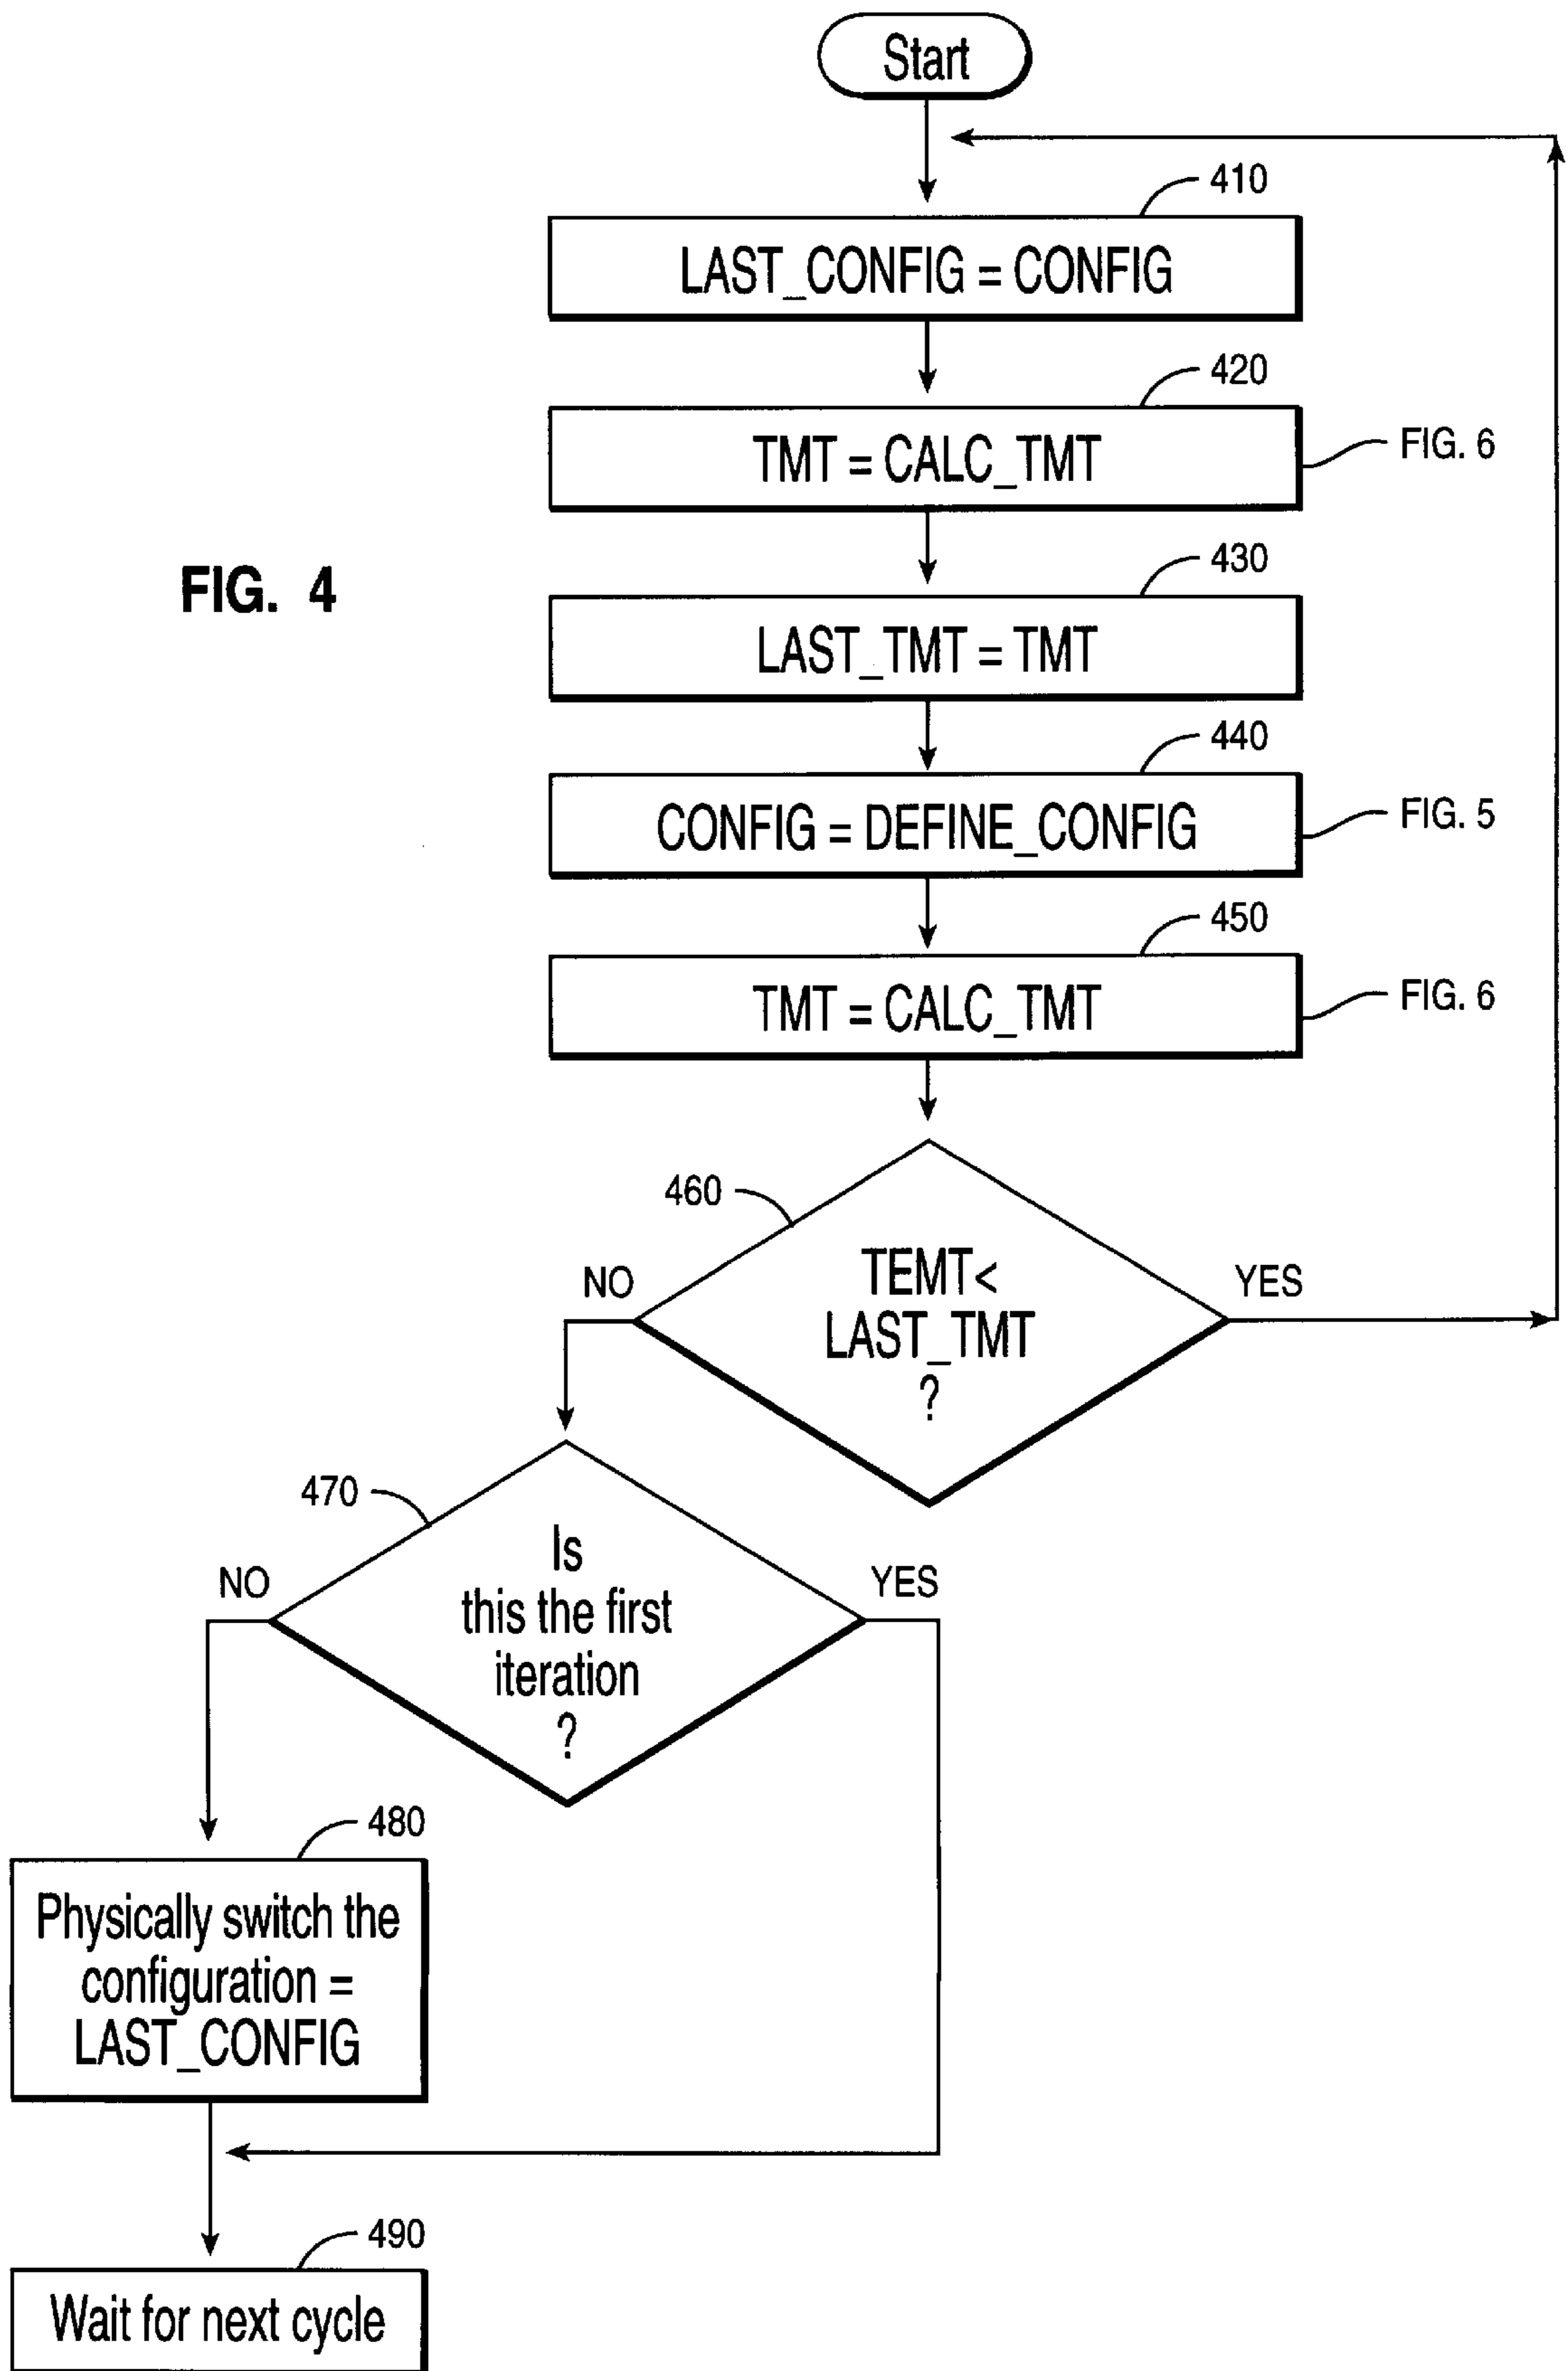 Start
410
LAST_CONFIG = CONFIG
420
TMT = CALC_TMT
FIG. 6
430
FIG. 4
LAST_TMT = TMT
440
CONFIG = DEFINE_CONFIG
FIG. 5
450
TMT = CALC_TMT
FIG. 6
460
NO
TEMT<
LAST_TMT
?
YES
470
NO
Is
this the first
iteration
?
YES
480
Physically switch the
configuration =
LAST_CONFIG
490
Wait for next cycle